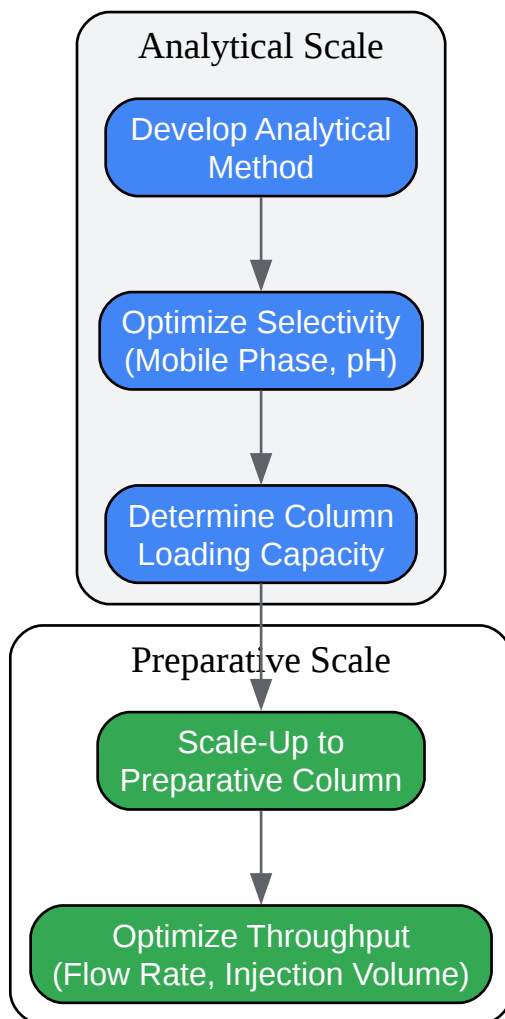 Analytical Scale
Develop Analytical
Method
Optimize Selectivity
(Mobile Phase, pH)
Determine Column
Loading Capacity
Preparative Scale
Scale-Up to
Preparative Column
Optimize Throughput
(Flow Rate, Injection Volume)